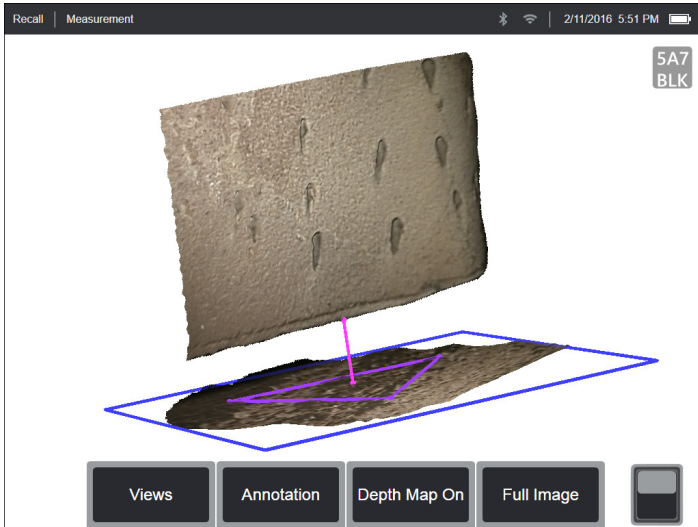 Recall | Measurement 2/11/2016 5:51 PM
5A7
BLK
Views Annotation Depth Map On Full Image